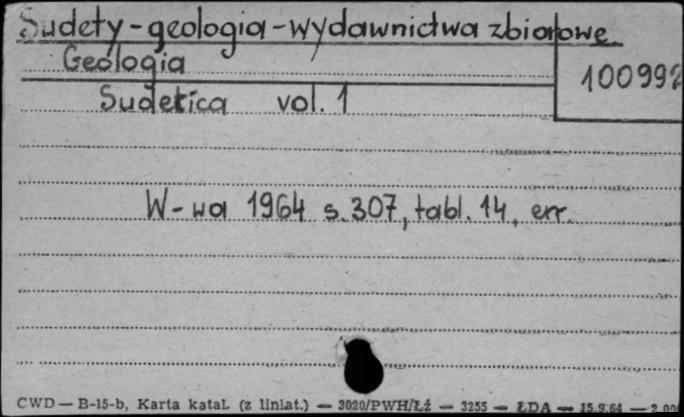 Sudety - geologia - wydawnictwa zbiorowe
Geologia
100992
Sudetica vol. 1
W-wa 1964 s. 307, tabl. 14, err.
CWD — B-15-b, Karta katal. (z liniat.) — 3020/PWH/Łź — 3255 — ŁDA — 15.9.64 —